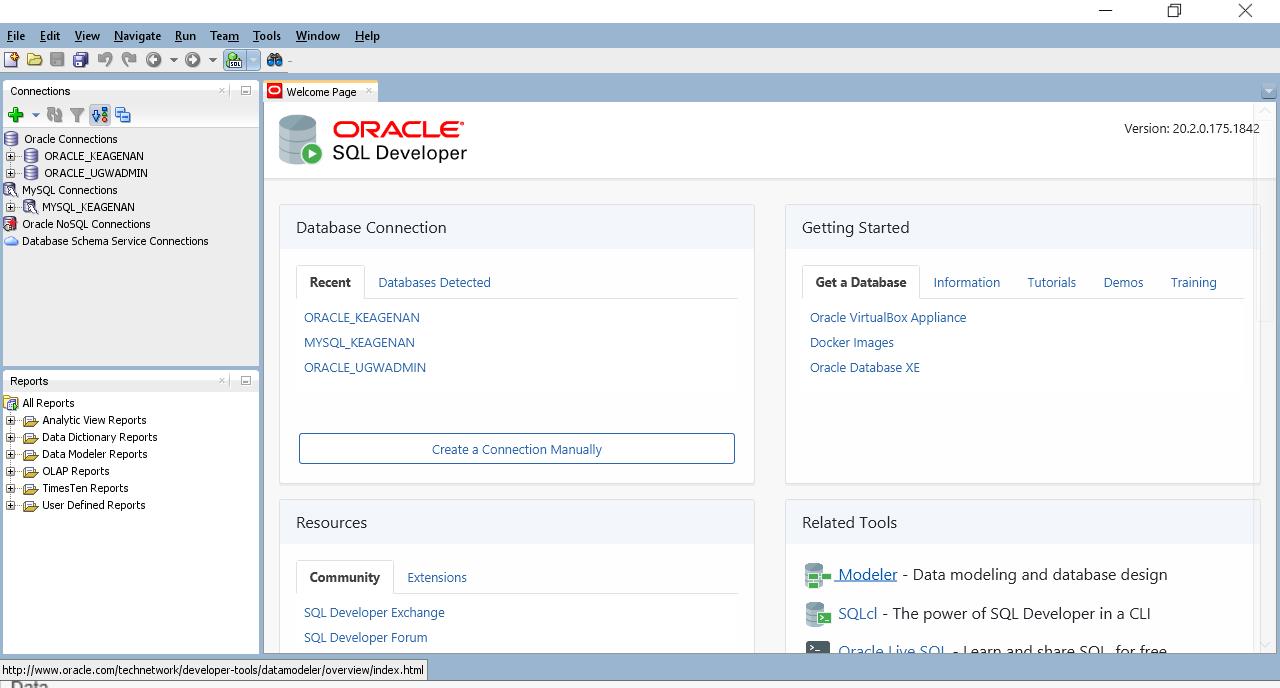 File Edit View Navigate Run Team Tools Window Help
SQL
Connections
Oracle Connections
ORACLE_KEAGENAN
ORACLE_UGWADMIN
MySQL Connections
MYSQL_KEAGENAN
Oracle NoSQL Connections
Database Schema Service Connections
Reports
All Reports
Analytic View Reports
Data Dictionary Reports
Data Modeler Reports
OLAP Reports
TimesTen Reports
User Defined Reports
Welcome Page
ORACLE
SQL Developer
Version: 20.2.0.175.1842
Database Connection
Recent Databases Detected
ORACLE_KEAGENAN
MYSQL_KEAGENAN
ORACLE_UGWADMIN
Create a Connection Manually
Getting Started
Get a Database Information Tutorials Demos Training
Oracle VirtualBox Appliance
Docker Images
Oracle Database XE
Resources
Community Extensions
SQL Developer Exchange
SQL Developer Forum
Related Tools
Modeler - Data modeling and database design
SQLcl - The power of SQL Developer in a CLI
Oracle Live SQL - Learn and share SQL, for free
http://www.oracle.com/technetwork/developer-tools/datamodeler/overview/index.html
Data